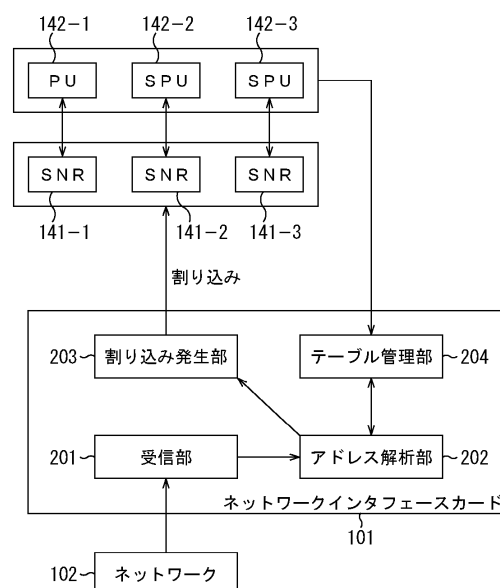 142-1 142-2 142-3
PU SPU SPU
SNR SNR SNR
141-1 141-2 141-3
割り込み
203 割り込み発生部 テーブル管理部 204
201 受信部 アドレス解析部 202
ネットワークインタフェースカード
101
102 ネットワーク